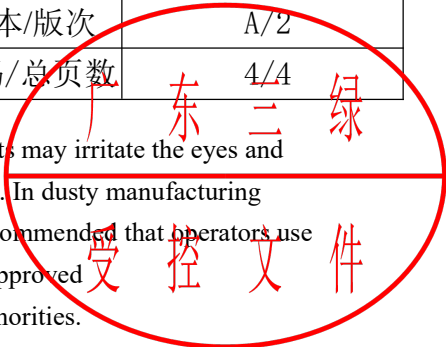 本/版次 A/2
/总页数 4/4
广东三绿
ts may irritate the eyes and
. In dusty manufacturing
ommended that operators use
受控文件
pproved
horities.